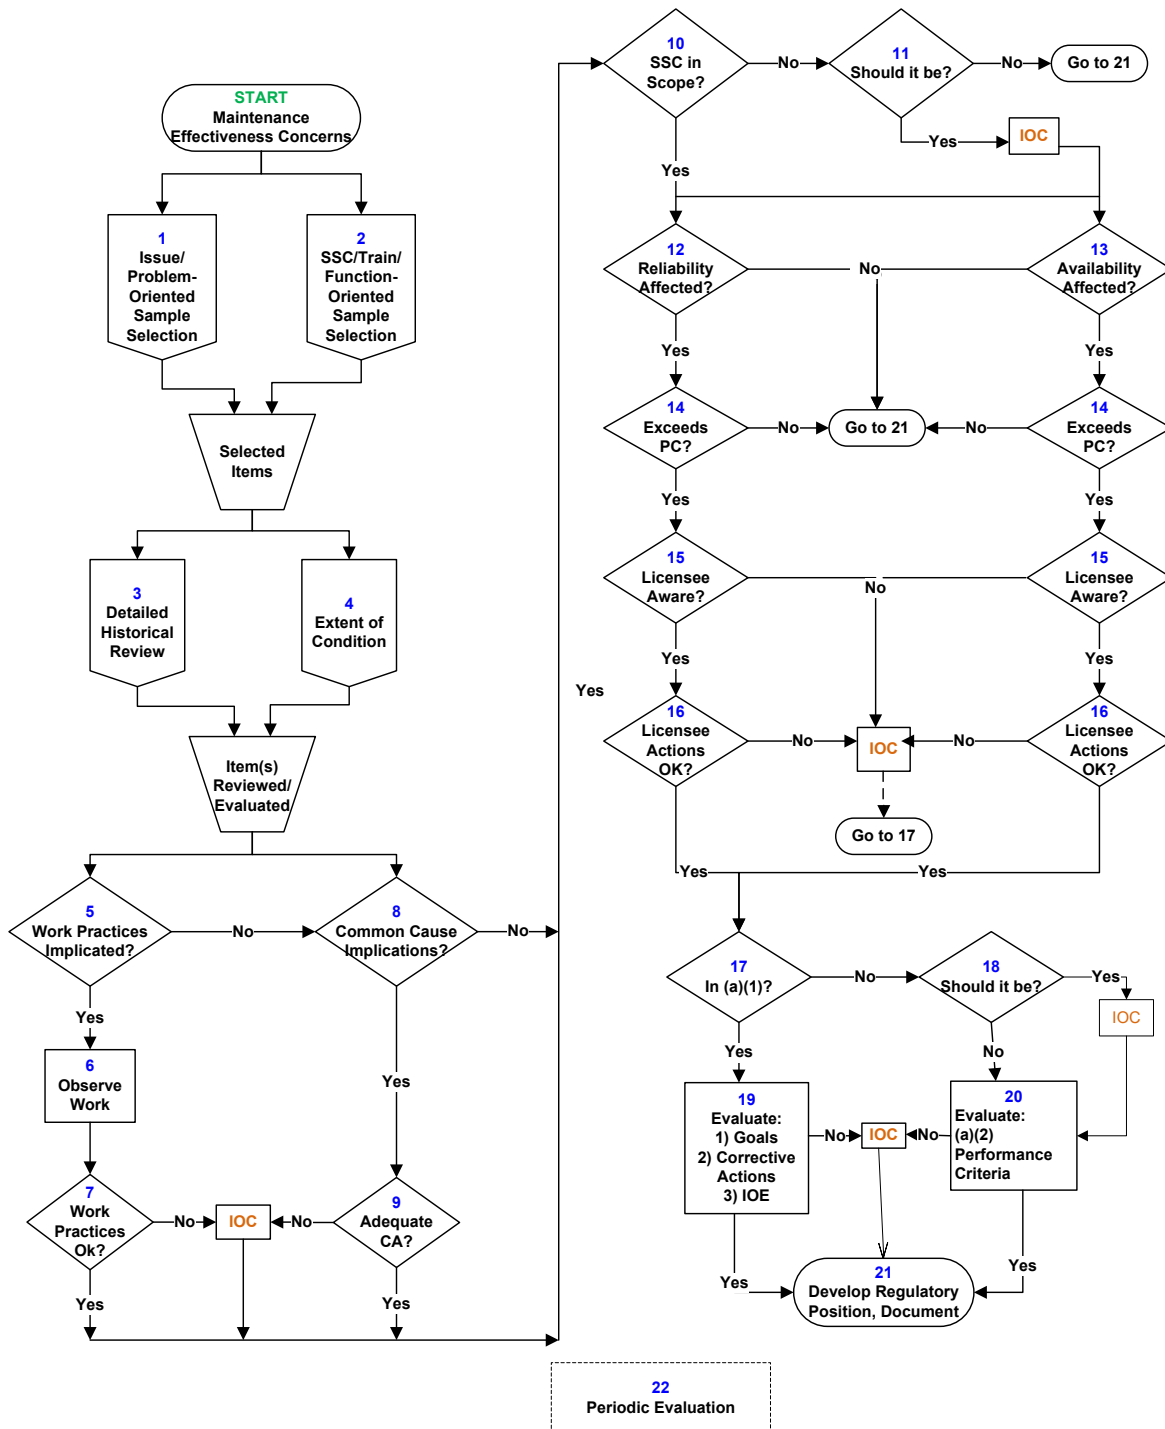 START
Maintenance
Effectiveness Concerns
1
Issue/
Problem-
Oriented
Sample
Selection
2
SSC/Train/
Function-
Oriented
Sample
Selection
Selected
Items
3
Detailed
Historical
Review
4
Extent of
Condition
Item(s)
Reviewed/
Evaluated
5
Work Practices
Implicated?
No
8
Common Cause
Implications?
No
Yes
6
Observe
Work
Yes
7
Work
Practices
Ok?
No
IOC
No
9
Adequate
CA?
Yes
Yes
10
SSC in
Scope?
No
11
Should it be?
No
Go to 21
Yes
IOC
Yes
12
Reliability
Affected?
No
13
Availability
Affected?
Yes
Yes
14
Exceeds
PC?
No
Go to 21
No
14
Exceeds
PC?
Yes
Yes
15
Licensee
Aware?
No
15
Licensee
Aware?
Yes
Yes
Yes
16
Licensee
Actions
OK?
No
IOC
No
16
Licensee
Actions
OK?
Go to 17
Yes
Yes
17
In (a)(1)?
No
18
Should it be?
Yes
IOC
Yes
No
19
Evaluate:
1) Goals
2) Corrective
Actions
3) IOE
No
IOC
No
20
Evaluate:
(a)(2)
Performance
Criteria
Yes
Yes
21
Develop Regulatory
Position, Document
22
Periodic Evaluation